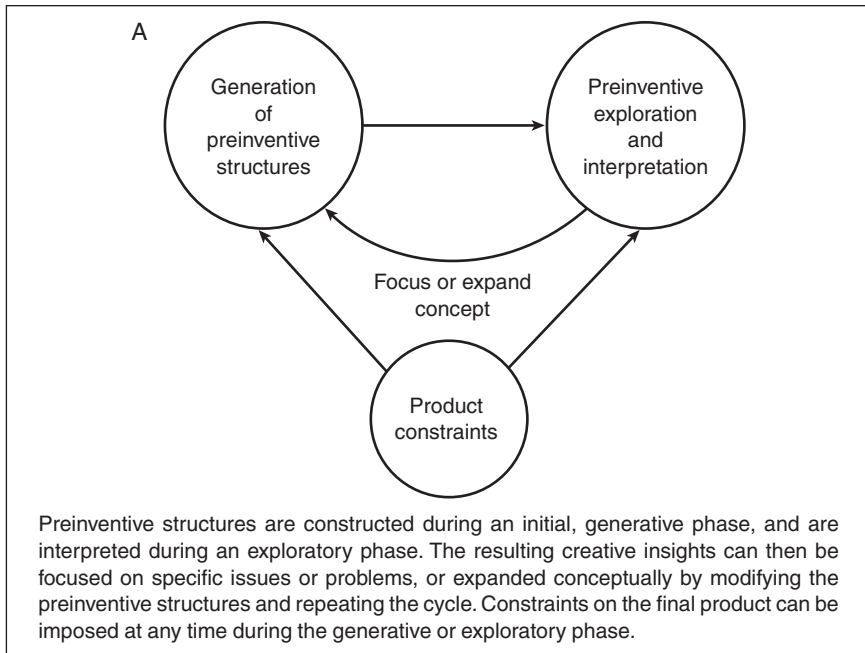 A
Generation
of
preinventive
structures
Preinventive
exploration
and
interpretation
Focus or expand
concept
Product
constraints
Preinventive structures are constructed during an initial, generative phase, and are
interpreted during an exploratory phase. The resulting creative insights can then be
focused on specific issues or problems, or expanded conceptually by modifying the
preinventive structures and repeating the cycle. Constraints on the final product can be
imposed at any time during the generative or exploratory phase.